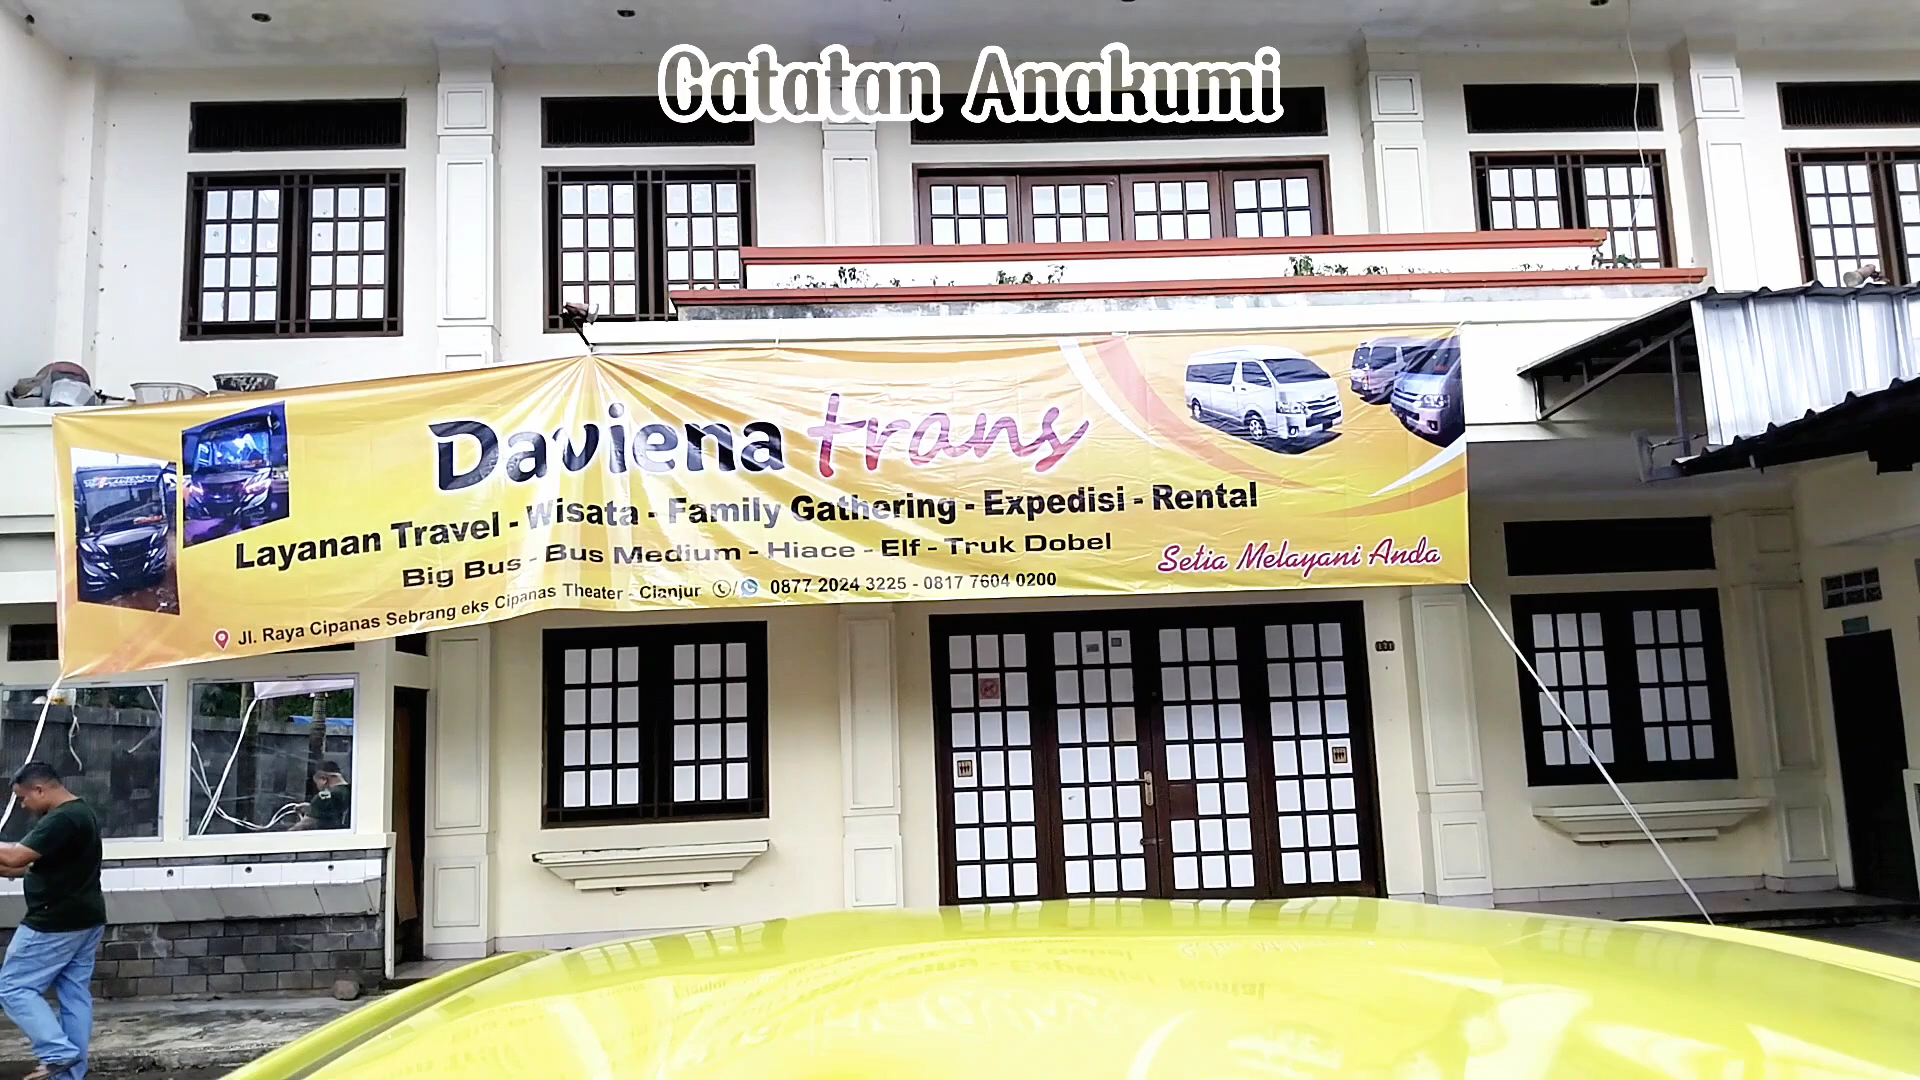 Catatan Anakumi
Daviena trans
Layanan Travel - Wisata - Family Gathering - Expedisi - Rental
Big Bus - Bus Medium - Hiace - Elf - Truk Dobel
Setia Melayani Anda
Jl. Raya Cipanas Sebrang eks Cipanas Theater - Cianjur / 0877 2024 3225 - 0817 7604 0200